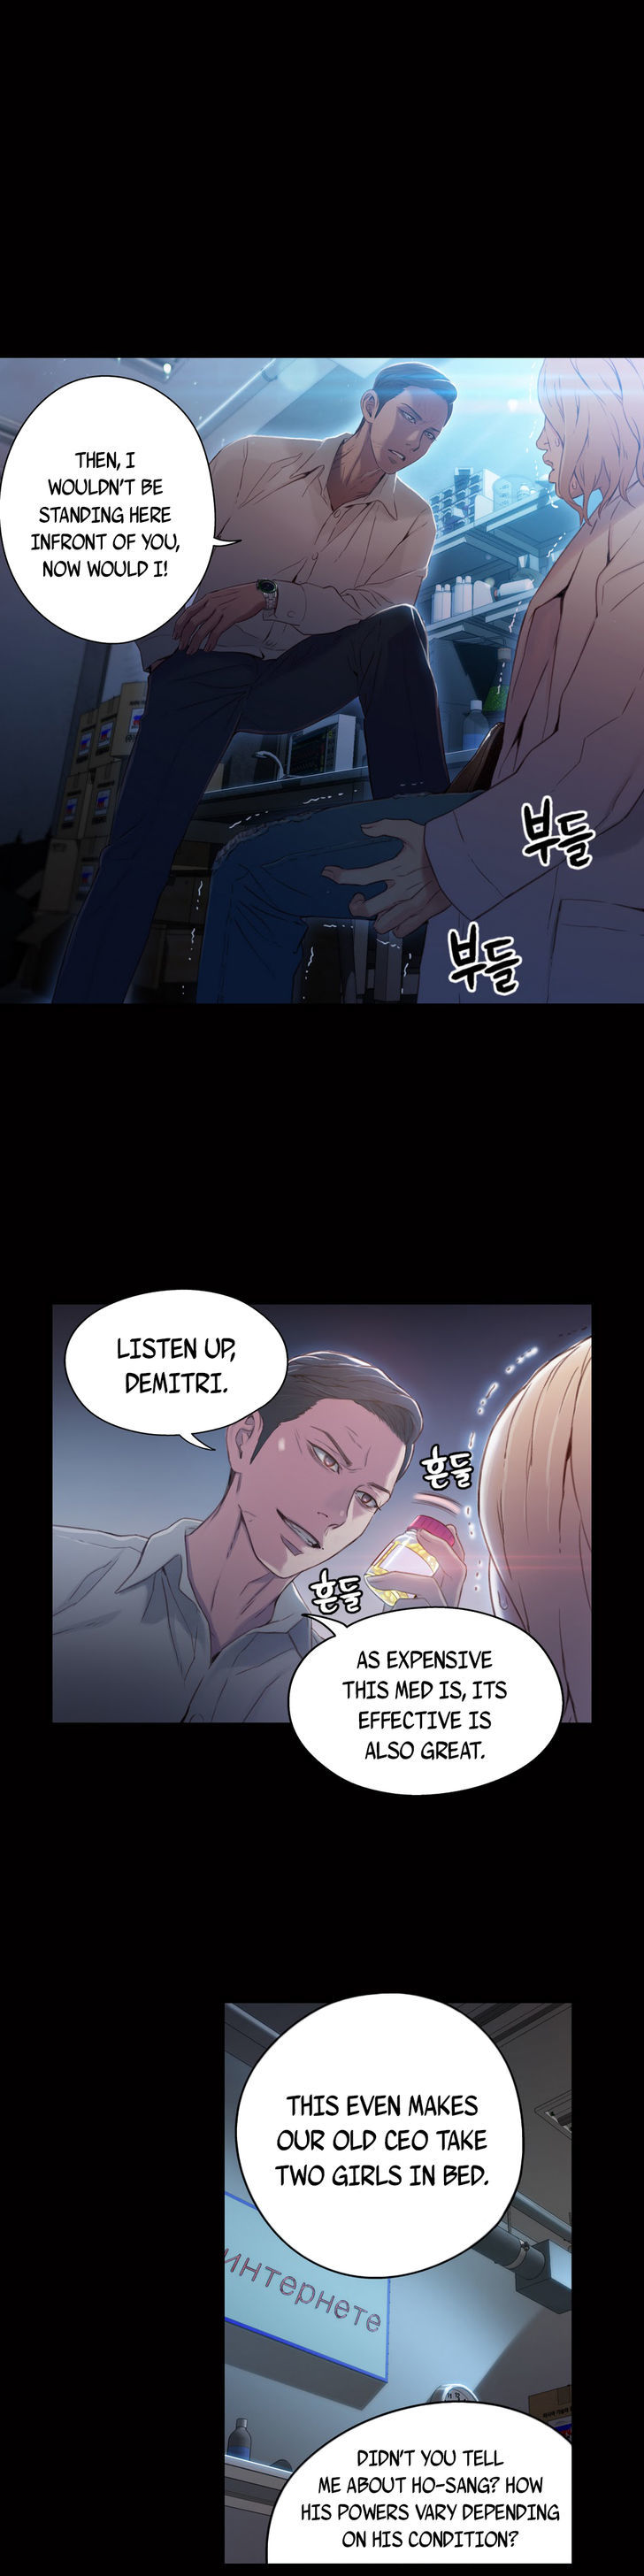 THEN, I
WOULDN'T BE
STANDING HERE
INFRONT OF YOU,
NOW WOULD I!
부들
부들
LISTEN UP,
DEMITRI.
흔들
흔들
AS EXPENSIVE
THIS MED IS, ITS
EFFECTIVE IS
ALSO GREAT.
THIS EVEN MAKES
OUR OLD CEO TAKE
TWO GIRLS IN BED.
интернете
DIDN'T YOU TELL
ME ABOUT HO-SANG? HOW
HIS POWERS VARY DEPENDING
ON HIS CONDITION?